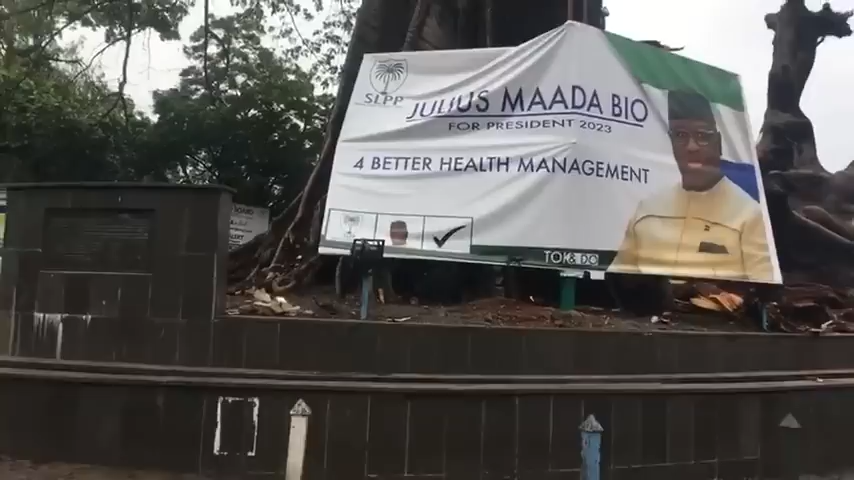 SLPP
JULIUS MAADA BIO
FOR PRESIDENT 2023
4 BETTER HEALTH MANAGEMENT
TOK & DO